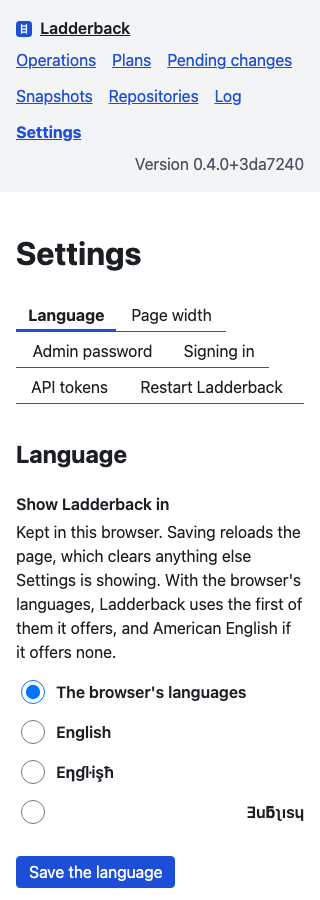 Ladderback
Operations Plans Pending changes
Snapshots Repositories Log
Settings
Version 0.4.0+3da7240
Settings
Language Page width
Admin password Signing in
API tokens Restart Ladderback
Language
Show Ladderback in
Kept in this browser. Saving reloads the
page, which clears anything else
Settings is showing. With the browser's
languages, Ladderback uses the first of
them it offers, and American English if
it offers none.
The browser's languages
English
Eƞɠŀışħ
Ǝuƃʅısɥ
Save the language